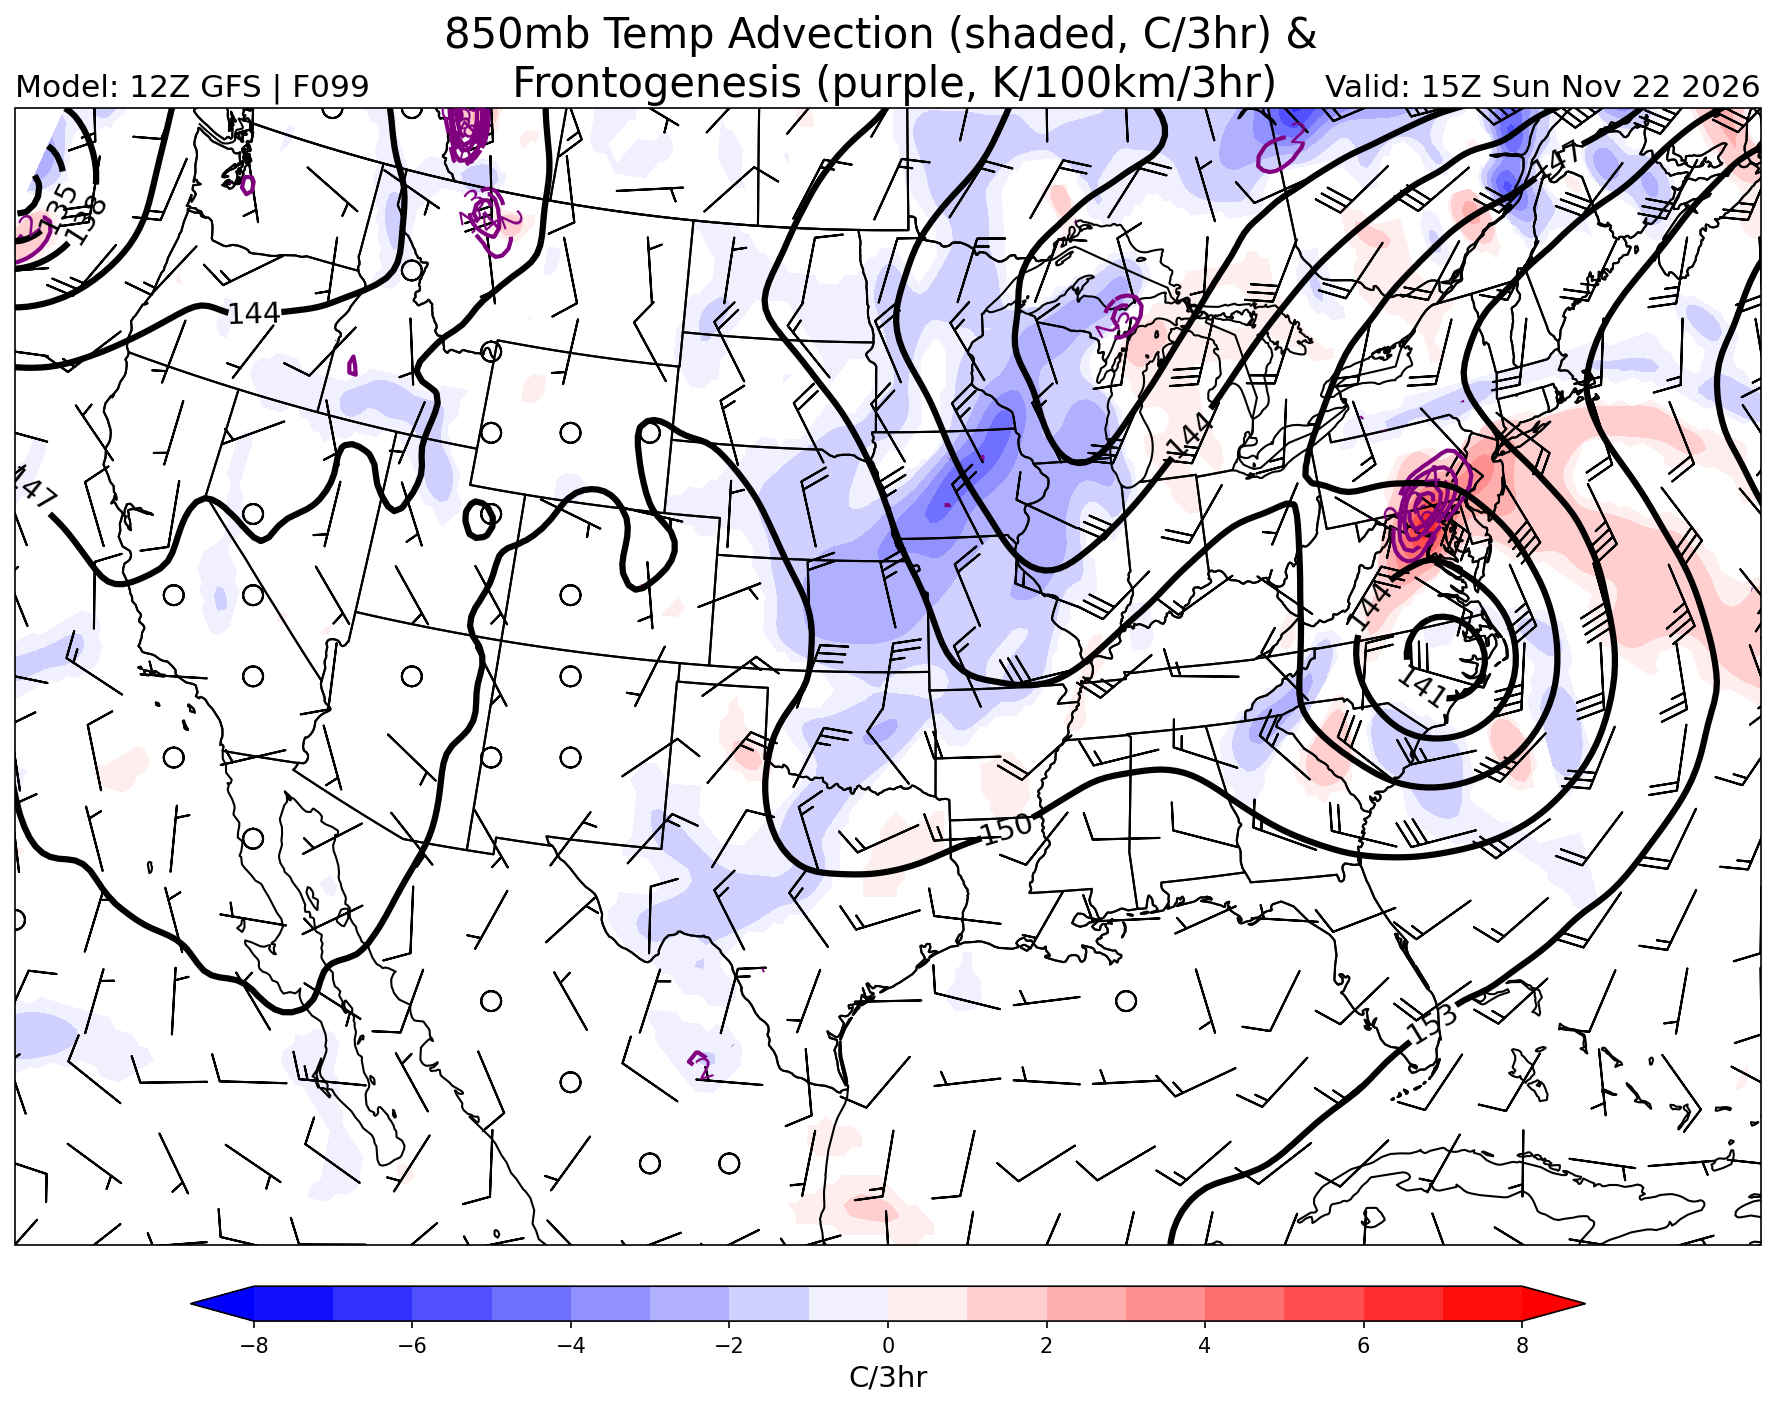 850mb Temp Advection (shaded, C/3hr) &
Model: 12Z GFS | F099
Frontogenesis (purple, K/100km/3hr)
Valid: 15Z Sun Nov 22 2026
147
135
138
144
144
147
144
141
150
153
2
2
−8 −6 −4 −2 0 2 4 6 8
C/3hr